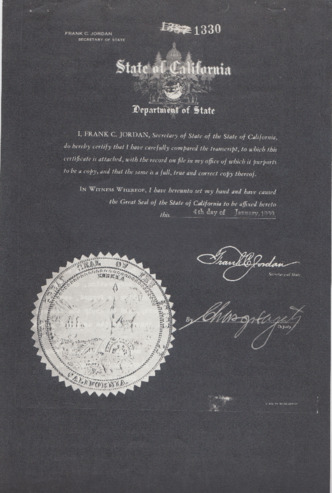 FRANK C. JORDAN
SECRETARY OF STATE
1330
State of California
Department of State
I, FRANK C. JORDAN, Secretary of State of the State of California,
do hereby certify that I have carefully compared the transcript, to which this
certificate is attached, with the record on file in my office of which it purports
to be a copy, and that the same is a full, true and correct copy thereof.
IN WITNESS WHEREOF, I have hereunto set my hand and have caused
the Great Seal of the State of California to be affixed hereto
this 4th day of January,
Frank C. Jordan
Secretary of State
By
Deputy
SEAL OF
CALIFORNIA